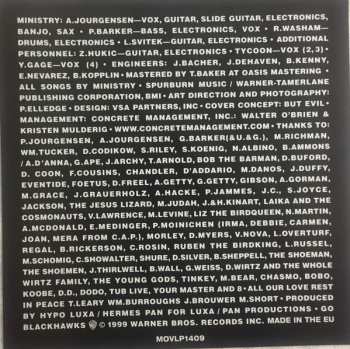 MINISTRY: A.JOURGENSEN–VOX, GUITAR, SLIDE GUITAR, ELECTRONICS,
BANJO, SAX • P.BARKER–BASS, ELECTRONICS, VOX • R.WASHAM–
DRUMS, ELECTRONICS • L.SVITEK–GUITAR, ELECTRONICS • ADDITIONAL
PERSONNEL: Z.HUKIC–GUITAR, ELECTRONICS • TYCOON–VOX (2,3) •
Y.GAGE–VOX (4) • ENGINEERS: J.BACHER, J.DEHAVEN, B.KENNY,
E.NEVAREZ, B.KOPPLIN • MASTERED BY T.BAKER AT OASIS MASTERING •
ALL SONGS BY MINISTRY / SPURBURN MUSIC / WARNER-TAMERLANE
PUBLISHING CORPORATION, BMI • ART DIRECTION AND PHOTOGRAPHY:
P.ELLEDGE • DESIGN: VSA PARTNERS, INC • COVER CONCEPT: BUT EVIL •
MANAGEMENT: CONCRETE MANAGEMENT, INC.: WALTER O'BRIEN &
KRISTEN MULDERIG • WWW.CONCRETEMANAGEMENT.COM • THANKS TO:
P.JOURGENSEN, A.JOURGENSEN, G.BARKER(&U.&G.), M.RICHMAN,
WM.TUCKER, D.COOIKOW, S.RILEY, S.KOENIG, N.ALBINO, B.AMMONS
/ A.D'ANNA, G.APE, J.ARCHY, T.ARNOLD, BOB THE BARMAN, D.BUFORD,
D. COON, F.COUSINS, CHANDLER, D'ADDARIO, M.DANOS, J.DUFFY,
EVENTIDE, FOETUS, D.FREEL, A.GETTY, G.GETTY, GIBSON, A.GORMAN,
M.GRACE, J.GRAUERHOLZ, A.HACKE, P.JAMMES, J.C., S.JOYCE,
JACKSON, THE JESUS LIZARD, M.JUDAH, J.&H.KINART, LAIKA AND THE
COSMONAUTS, V.LAWRENCE, M.LEVINE, LIZ THE BIRDQUEEN, N.MARTIN,
A.MCDONALD, E.MEDINGER, P.MOINICHEN (IRMA, DEBBIE, CARMEN,
JOAN, MERA FROM C.A.P.), MORLEY, D.MYERS, V.NOVA, L.OVERTURF,
REGAL, B.RICKERSON, C.ROSIN, RUBEN THE BIRDKING, L.RUSSEL,
M.SCHOMIG, C.SHOWALTER, SHURE, D.SILVER, B.SHEPPELL, THE SHOEMAN,
THE SHOEMEN, J.THIRLWELL, B.WALL, G.WEISS, D.WIRTZ AND THE WHOLE
WIRTZ FAMILY, THE YOUNG GODS, TINKEY, M.BEAR, CHASMO, BOBO,
KOOBE, D.D., DODO, TUB LIVE, YOUR MASTER AND 8 • ALL OUR LOVE REST
IN PEACE T.LEARY WM.BURROUGHS J.BROUWER M.SHORT • PRODUCED
BY HYPO LUXA / HERMES PAN FOR LUXA / PAN PRODUCTIONS • GO
BLACKHAWKS WB © 1999 WARNER BROS. RECORDS INC. MADE IN THE EU
MOVLP1409